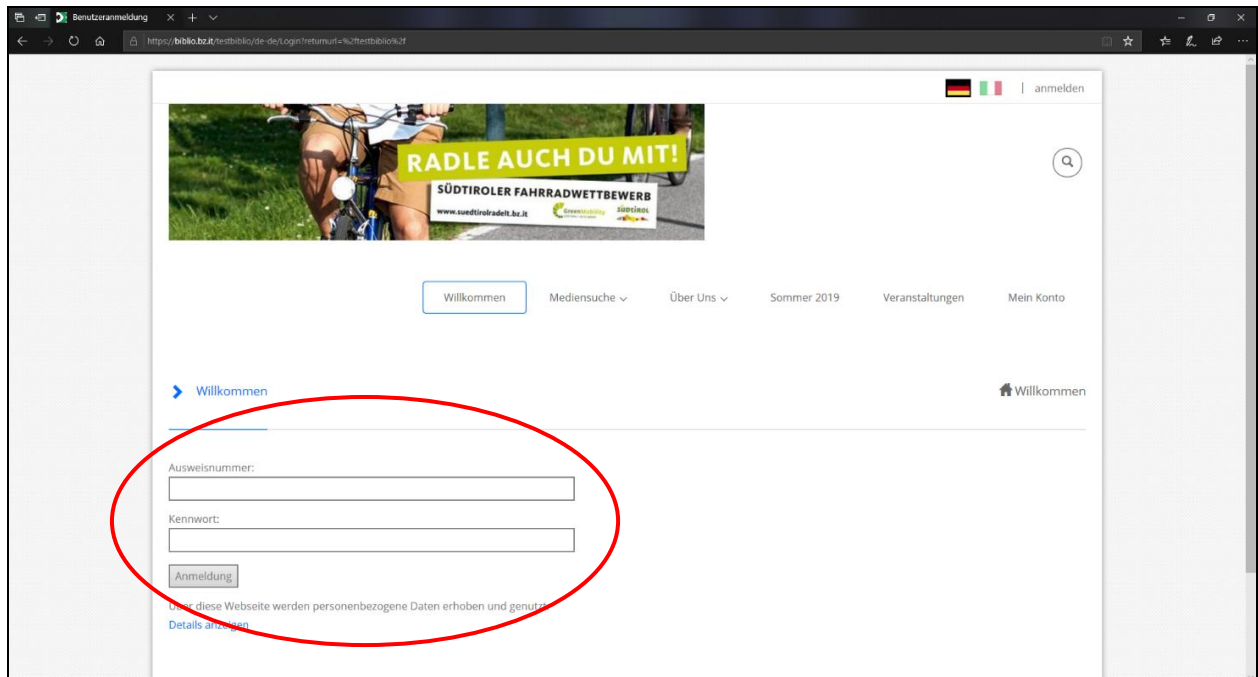 Benutzeranmeldung
https://biblio.bz.it/testbiblio/de-de/Login?returnurl=%2ftestbiblio%2f
| anmelden
RADLE AUCH DU MIT!
SÜDTIROLER FAHRRADWETTBEWERB
www.suedtirolradelt.bz.it GreenMobility SÜDTIROL
Willkommen Mediensuche Über Uns Sommer 2019 Veranstaltungen Mein Konto
Willkommen Willkommen
Ausweisnummer:
Kennwort:
Anmeldung
Über diese Webseite werden personenbezogene Daten erhoben und genutzt.
Details anzeigen